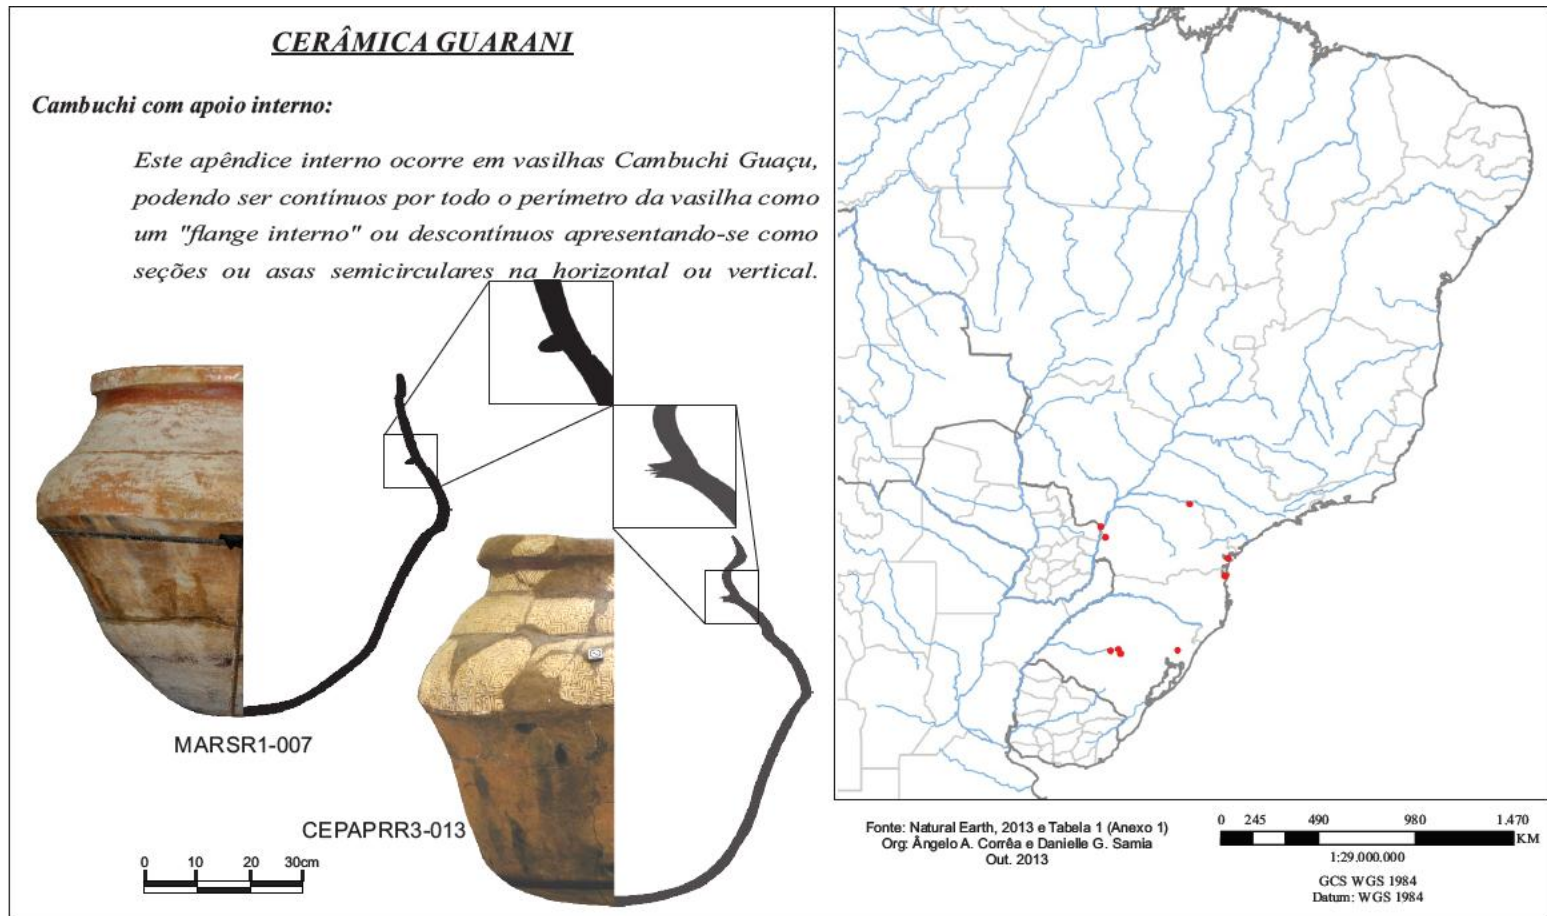 CERÂMICA GUARANI
Cambuchi com apoio interno:
Este apêndice interno ocorre em vasilhas Cambuchi Guaçu,
podendo ser contínuos por todo o perímetro da vasilha como
um "flange interno" ou descontínuos apresentando-se como
seções ou asas semicirculares na horizontal ou vertical.
MARSR1-007
CEPAPRR3-013
0 10 20 30cm
Fonte: Natural Earth, 2013 e Tabela 1 (Anexo 1)
Org: Ângelo A. Corrêa e Danielle G. Samia
Out. 2013
0 245 490 980 1.470
KM
1:29.000.000
GCS WGS 1984
Datum: WGS 1984